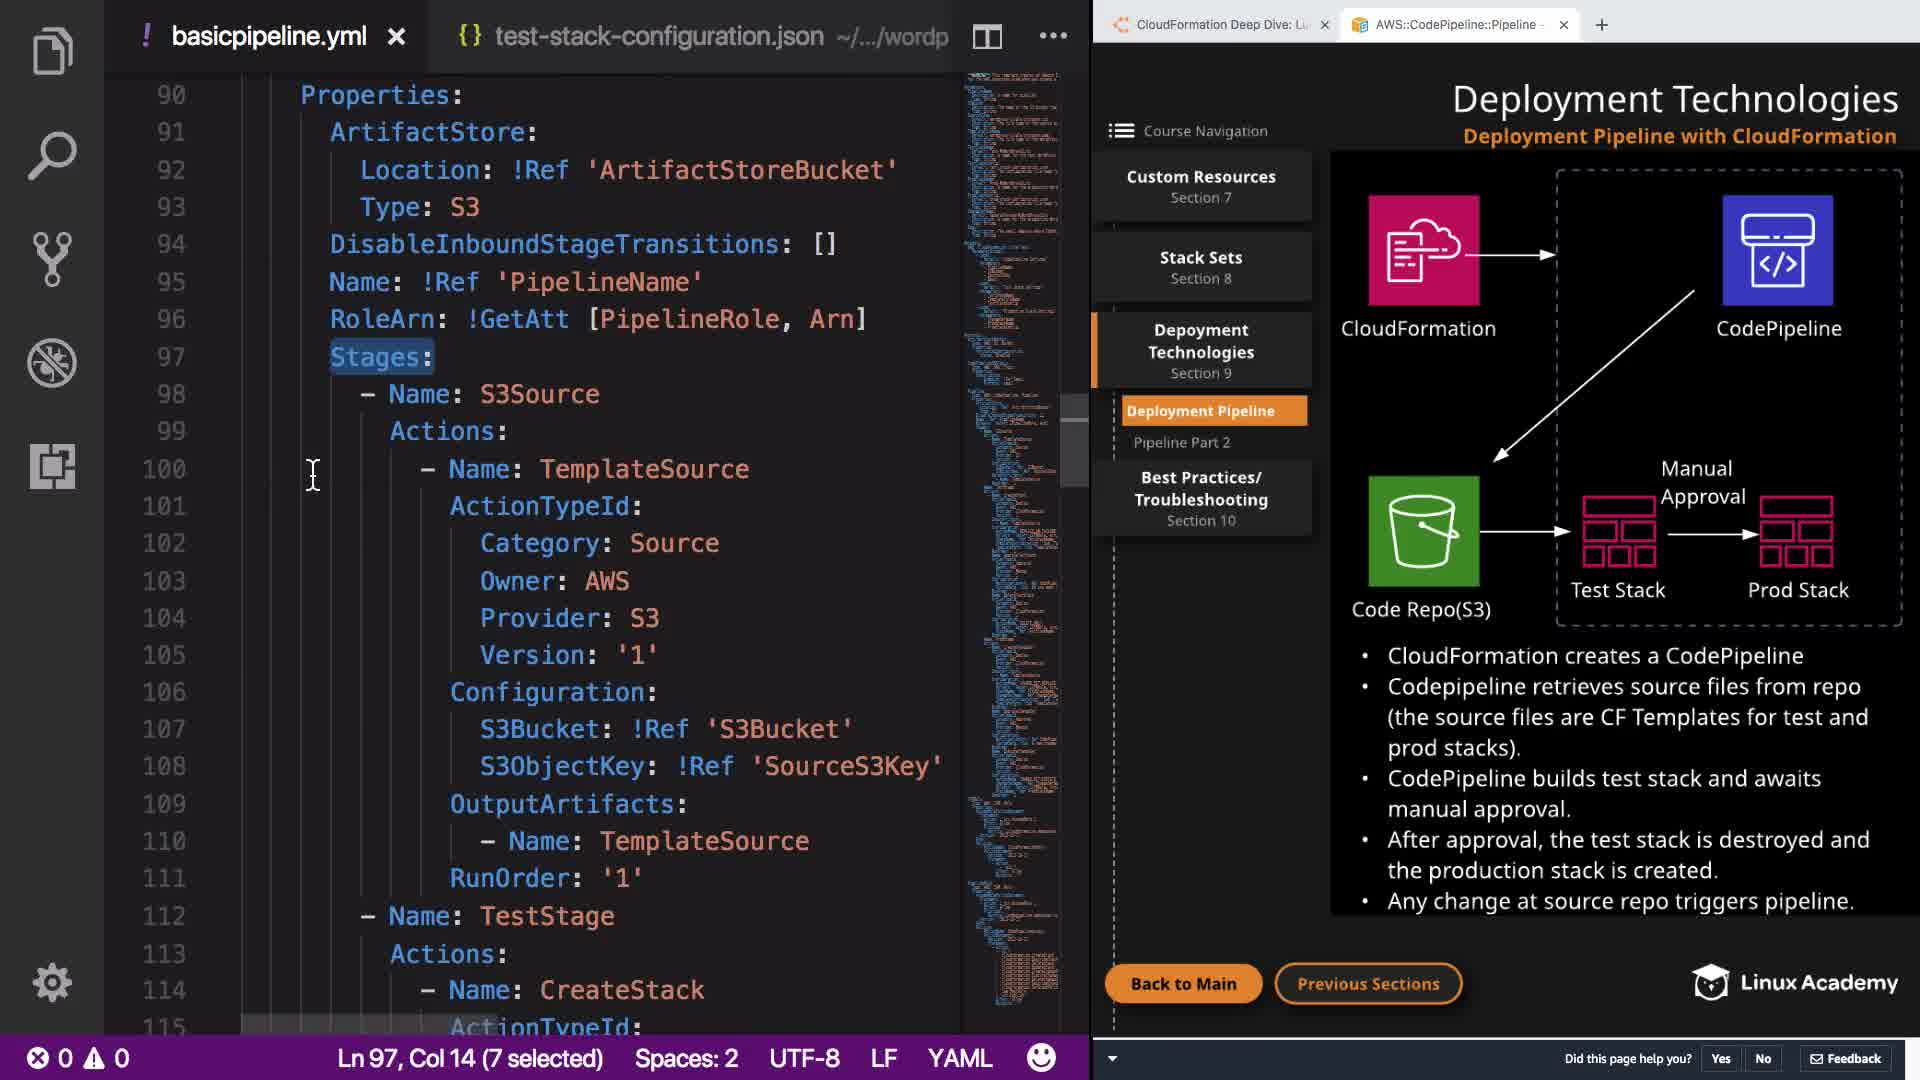 basicpipeline.yml
{} test-stack-configuration.json ~/.../wordp
90 Properties:
91 ArtifactStore:
92 Location: !Ref 'ArtifactStoreBucket'
93 Type: S3
94 DisableInboundStageTransitions: []
95 Name: !Ref 'PipelineName'
96 RoleArn: !GetAtt [PipelineRole, Arn]
97 Stages:
98 - Name: S3Source
99 Actions:
100 - Name: TemplateSource
101 ActionTypeId:
102 Category: Source
103 Owner: AWS
104 Provider: S3
105 Version: '1'
106 Configuration:
107 S3Bucket: !Ref 'S3Bucket'
108 S3ObjectKey: !Ref 'SourceS3Key'
109 OutputArtifacts:
110 - Name: TemplateSource
111 RunOrder: '1'
112 - Name: TestStage
113 Actions:
114 - Name: CreateStack
115 ActionTypeId:
0 0
Ln 97, Col 14 (7 selected)
Spaces: 2
UTF-8
LF
YAML
CloudFormation Deep Dive: Li
AWS::CodePipeline::Pipeline -
Deployment Technologies
Deployment Pipeline with CloudFormation
Course Navigation
Custom Resources
Section 7
Stack Sets
Section 8
Depoyment
Technologies
Section 9
Deployment Pipeline
Pipeline Part 2
Best Practices/
Troubleshooting
Section 10
CloudFormation
CodePipeline
Code Repo(S3)
Manual
Approval
Test Stack
Prod Stack
• CloudFormation creates a CodePipeline
• Codepipeline retrieves source files from repo
(the source files are CF Templates for test and
prod stacks).
• CodePipeline builds test stack and awaits
manual approval.
• After approval, the test stack is destroyed and
the production stack is created.
• Any change at source repo triggers pipeline.
Back to Main
Previous Sections
Linux Academy
Did this page help you?
Yes
No
Feedback